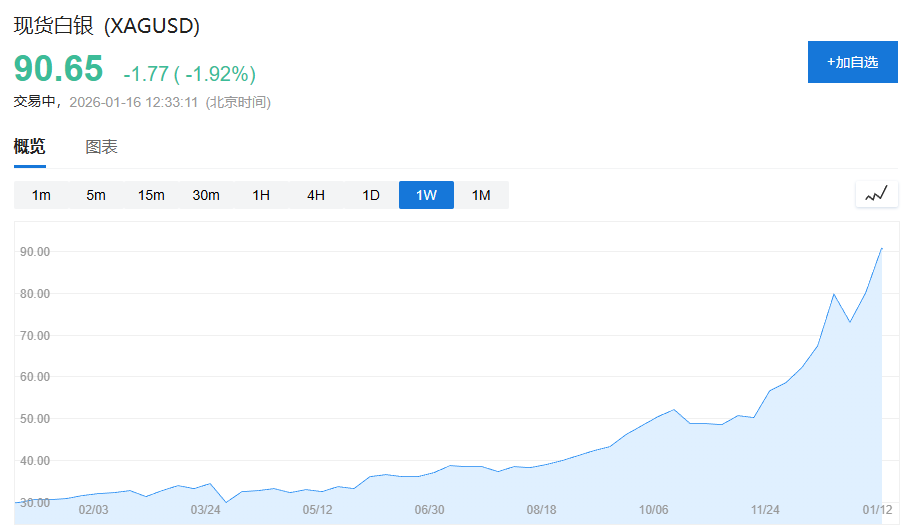 现货白银 (XAGUSD)
90.65 -1.77 ( -1.92%)
+加自选
交易中，2026-01-16 12:33:11 (北京时间)
概览 图表
1m 5m 15m 30m 1H 4H 1D 1W 1M
90.00
80.00
70.00
60.00
50.00
40.00
30.00
02/03 03/24 05/12 06/30 08/18 10/06 11/24 01/12